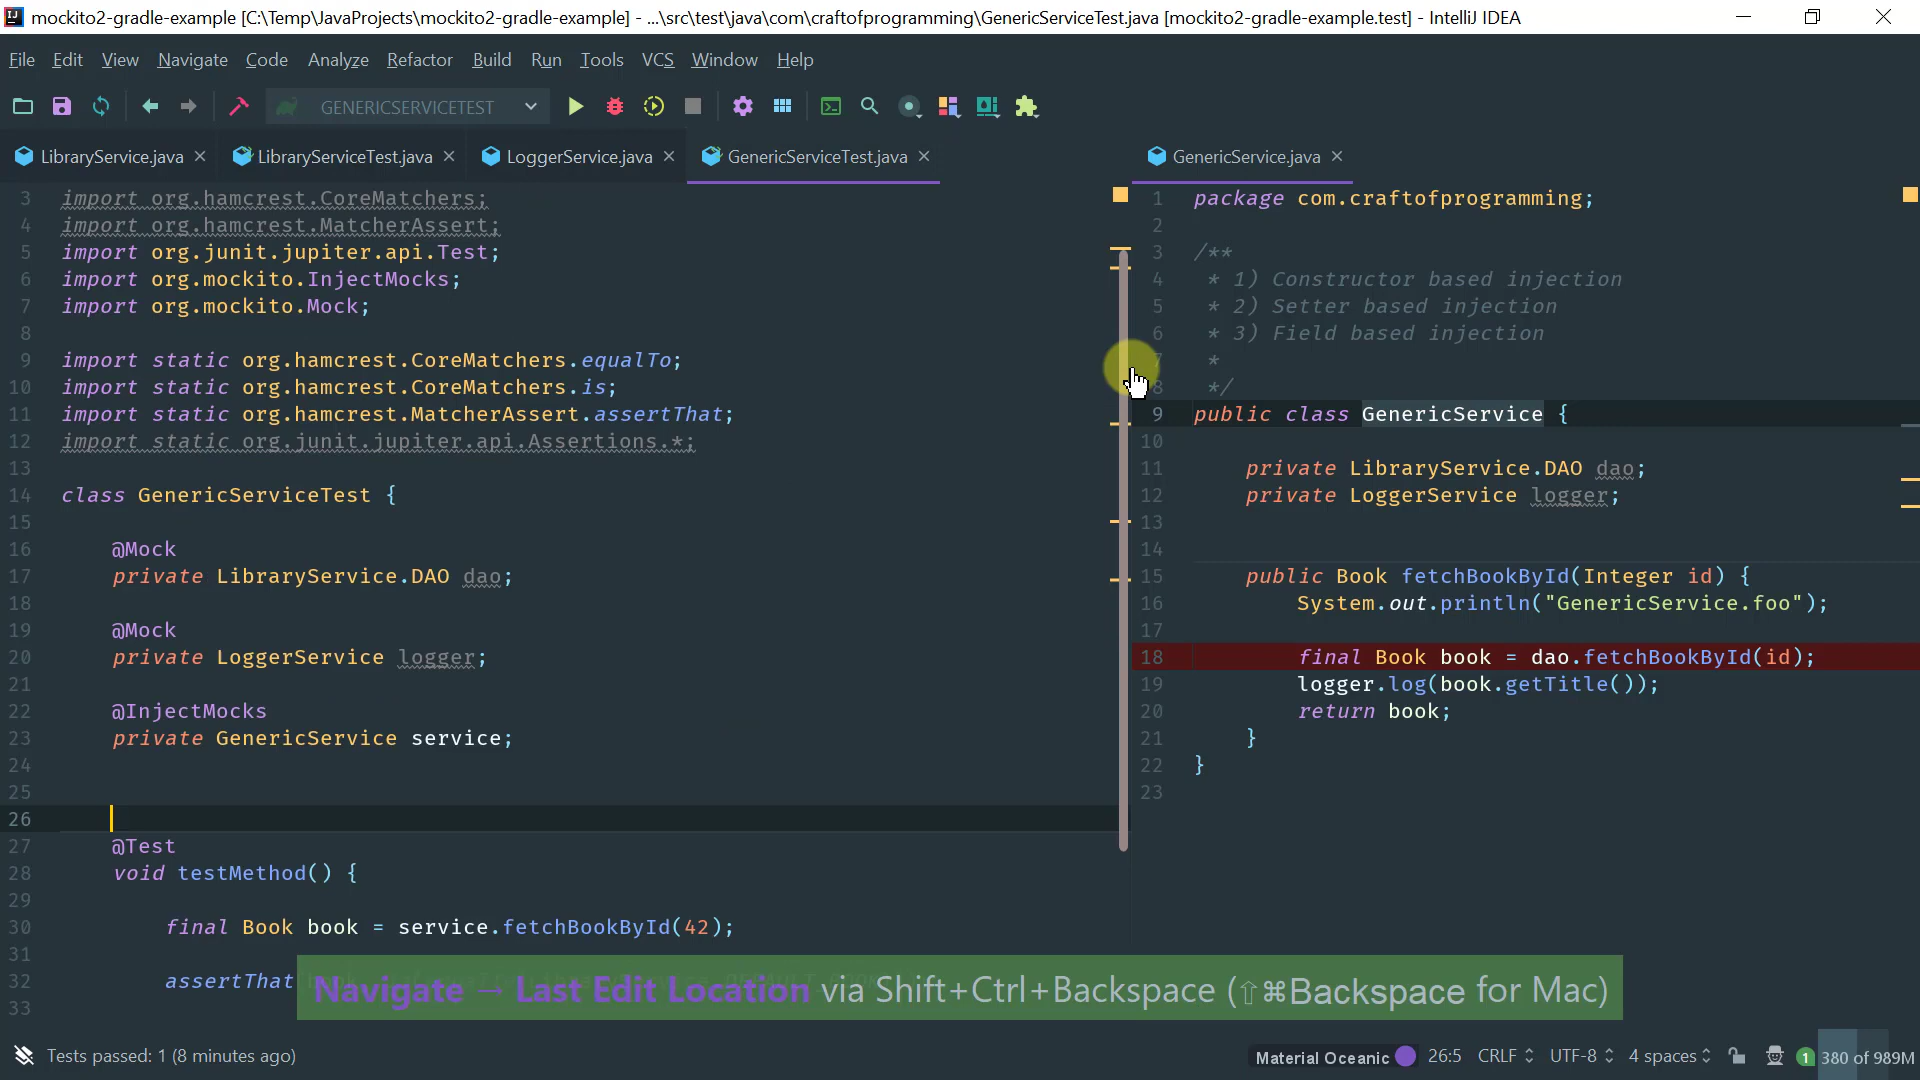 mockito2-gradle-example [C:\Temp\JavaProjects\mockito2-gradle-example] - ...\src\test\java\com\craftofprogramming\GenericServiceTest.java [mockito2-gradle-example.test] - IntelliJ IDEA
File Edit View Navigate Code Analyze Refactor Build Run Tools VCS Window Help
GENERICSERVICETEST
LibraryService.java LibraryServiceTest.java LoggerService.java GenericServiceTest.java
3 import org.hamcrest.CoreMatchers;
4 import org.hamcrest.MatcherAssert;
5 import org.junit.jupiter.api.Test;
6 import org.mockito.InjectMocks;
7 import org.mockito.Mock;
8
9 import static org.hamcrest.CoreMatchers.equalTo;
10 import static org.hamcrest.CoreMatchers.is;
11 import static org.hamcrest.MatcherAssert.assertThat;
12 import static org.junit.jupiter.api.Assertions.*;
13
14 class GenericServiceTest {
15
16 @Mock
17 private LibraryService.DAO dao;
18
19 @Mock
20 private LoggerService logger;
21
22 @InjectMocks
23 private GenericService service;
24
25
26
27 @Test
28 void testMethod() {
29
30 final Book book = service.fetchBookById(42);
31
32 assertThat
33
GenericService.java
1 package com.craftofprogramming;
2
3 /**
4 * 1) Constructor based injection
5 * 2) Setter based injection
6 * 3) Field based injection
7 *
8 */
9 public class GenericService {
10
11 private LibraryService.DAO dao;
12 private LoggerService logger;
13
14
15 public Book fetchBookById(Integer id) {
16 System.out.println("GenericService.foo");
17
18 final Book book = dao.fetchBookById(id);
19 logger.log(book.getTitle());
20 return book;
21 }
22 }
23
Navigate → Last Edit Location via Shift+Ctrl+Backspace (⇧⌘Backspace for Mac)
Tests passed: 1 (8 minutes ago)
Material Oceanic 26:5 CRLF UTF-8 4 spaces 1 380 of 989M